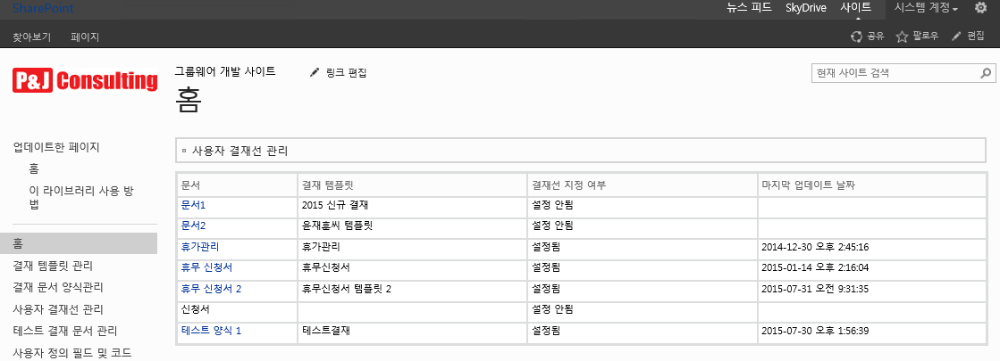 SharePoint 뉴스 피드 SkyDrive 사이트 시스템 계정
찾아보기 페이지 공유 팔로우 편집
P&J Consulting
그룹웨어 개발 사이트 링크 편집
현재 사이트 검색
홈
업데이트한 페이지
홈
이 라이브러리 사용 방
법
홈
결재 템플릿 관리
결재 문서 양식관리
사용자 결재선 관리
테스트 결재 문서 관리
사용자 정의 필드 및 코드
사용자 결재선 관리
문서 결재 템플릿 결재선 지정 여부 마지막 업데이트 날짜
문서1 2015 신규 결재 설정 안됨
문서2 윤재훈씨 템플릿 설정 안됨
휴가관리 휴가관리 설정됨 2014-12-30 오후 2:45:16
휴무 신청서 휴무신청서 설정됨 2015-01-14 오후 2:16:04
휴무 신청서 2 휴무신청서 템플릿 2 설정됨 2015-07-31 오전 9:31:35
신청서 설정 안됨
테스트 양식 1 테스트결재 설정됨 2015-07-30 오후 1:56:39